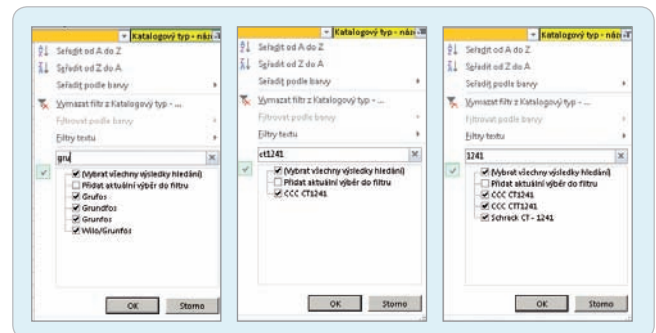 Katalogový typ - náz
Seřadit od A do Z
Seřadit od Z do A
Seřadit podle barvy
Vymazat filtr z Katalogový typ - ...
Filtrovat podle barvy
Filtry textu
gru
(Vybrat všechny výsledky hledání)
Přidat aktuální výběr do filtru
Grufos
Grundfos
Grunfos
Wilo/Grunfos
OK Storno
Katalogový typ - náz
Seřadit od A do Z
Seřadit od Z do A
Seřadit podle barvy
Vymazat filtr z Katalogový typ - ...
Filtrovat podle barvy
Filtry textu
ct1241
(Vybrat všechny výsledky hledání)
Přidat aktuální výběr do filtru
CCC CT1241
OK Storno
Katalogový typ - náz
Seřadit od A do Z
Seřadit od Z do A
Seřadit podle barvy
Vymazat filtr z Katalogový typ - ...
Filtrovat podle barvy
Filtry textu
1241
(Vybrat všechny výsledky hledání)
Přidat aktuální výběr do filtru
CCC CT1241
CCC CTT1241
Schrack CT - 1241
OK Storno